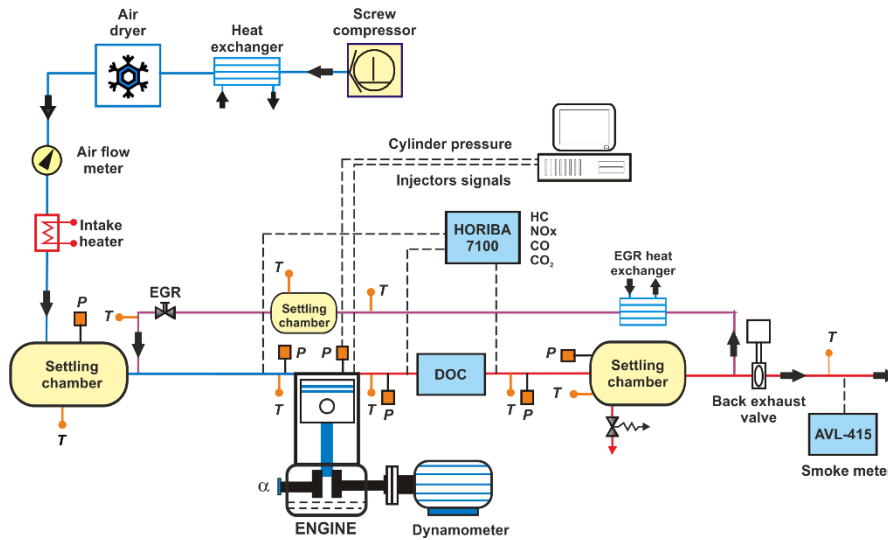 Air
dryer
Heat
exchanger
Screw
compressor
Air flow
meter
Cylinder pressure
Injectors signals
Intake
heater
HORIBA
7100
HC
NOx
CO
CO₂
EGR heat
exchanger
T
EGR
T
T
P
Settling
chamber
T
Settling
chamber
P
P
T
T
P
DOC
T
P
P
T
Settling
chamber
Back exhaust
valve
T
AVL-415
Smoke meter
T
α
ENGINE
Dynamometer